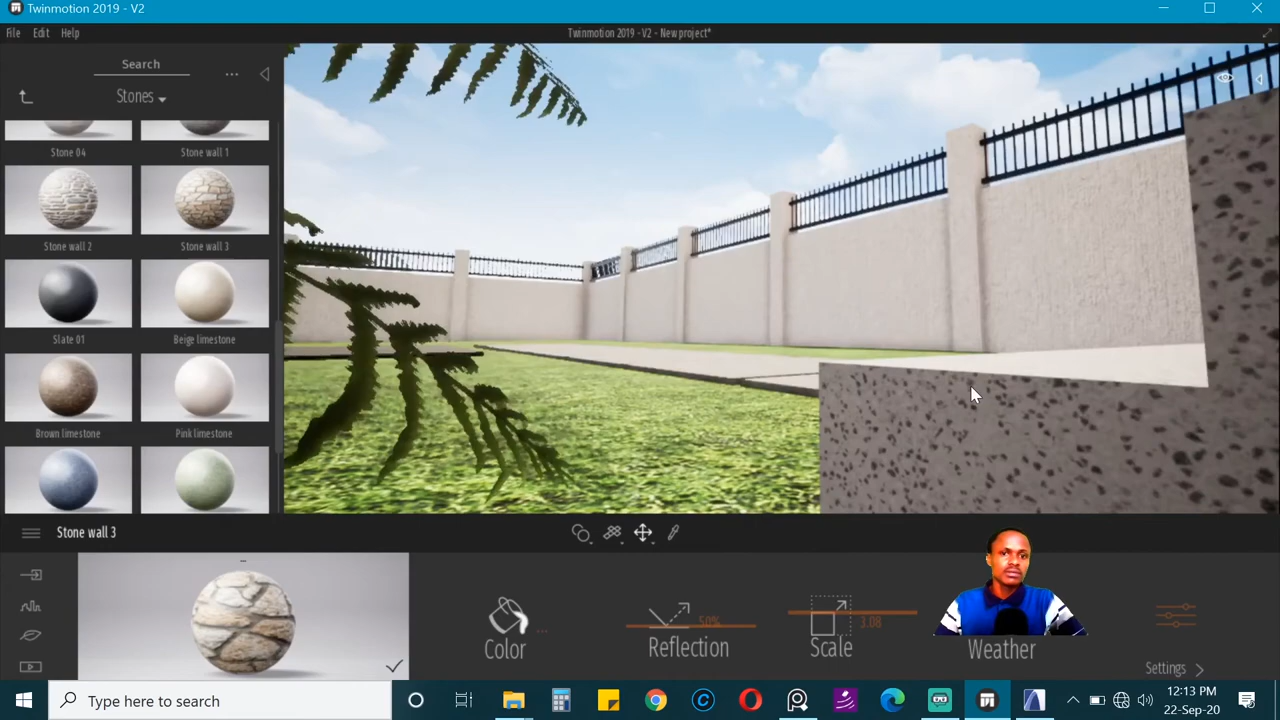 Twinmotion 2019 - V2
File Edit Help
Twinmotion 2019 - V2 - New project*
Search
Stones
Stone 04
Stone wall 1
Stone wall 2
Stone wall 3
Slate 01
Beige limestone
Brown limestone
Pink limestone
Stone wall 3
Color
50%
Reflection
3.08
Scale
Weather
Settings
Type here to search
12:13 PM
22-Sep-20